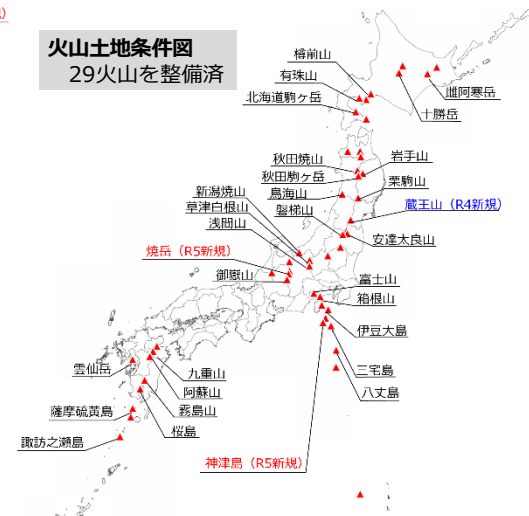 火山土地条件図
29火山を整備済
樽前山
有珠山
北海道駒ヶ岳
雌阿寒岳
十勝岳
秋田焼山
秋田駒ヶ岳
鳥海山
岩手山
栗駒山
蔵王山（R4新規）
新潟焼山
草津白根山
浅間山
磐梯山
安達太良山
焼岳（R5新規）
御嶽山
富士山
箱根山
伊豆大島
三宅島
八丈島
雲仙岳
九重山
阿蘇山
霧島山
桜島
薩摩硫黄島
諏訪之瀬島
神津島（R5新規）